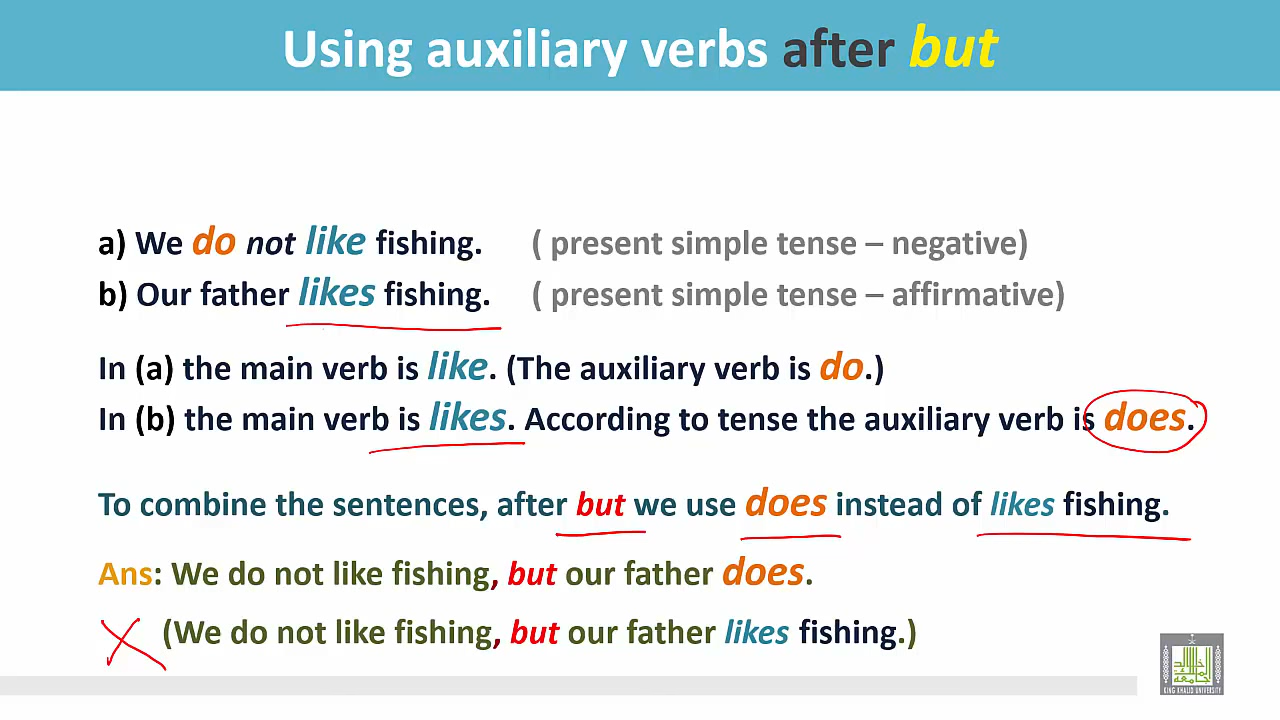 Using auxiliary verbs after but
a) We do not like fishing. ( present simple tense – negative)
b) Our father likes fishing. ( present simple tense – affirmative)
In (a) the main verb is like. (The auxiliary verb is do.)
In (b) the main verb is likes. According to tense the auxiliary verb is does.
To combine the sentences, after but we use does instead of likes fishing.
Ans: We do not like fishing, but our father does.
(We do not like fishing, but our father likes fishing.)
KING KHALID UNIVERSITY